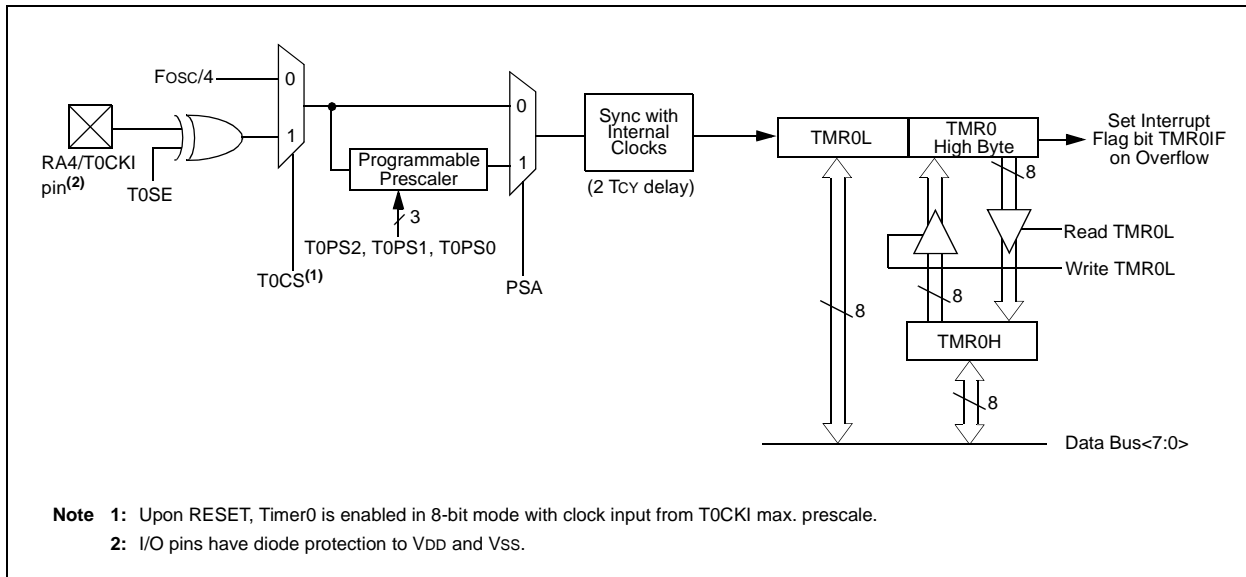 FOSC/4
0
1
RA4/T0CKI
pin(2)
T0SE
T0CS(1)
Programmable
Prescaler
3
T0PS2, T0PS1, T0PS0
0
1
PSA
Sync with
Internal
Clocks
(2 TCY delay)
TMR0L
TMR0
High Byte
Set Interrupt
Flag bit TMR0IF
on Overflow
8
Read TMR0L
Write TMR0L
8
8
TMR0H
8
Data Bus<7:0>
Note 1: Upon RESET, Timer0 is enabled in 8-bit mode with clock input from T0CKI max. prescale.
2: I/O pins have diode protection to VDD and VSS.